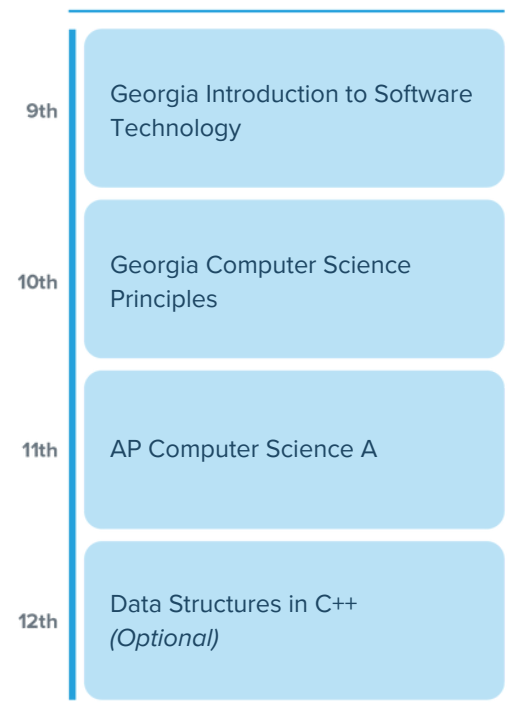 9th
Georgia Introduction to Software
Technology
10th
Georgia Computer Science
Principles
11th
AP Computer Science A
12th
Data Structures in C++
(Optional)